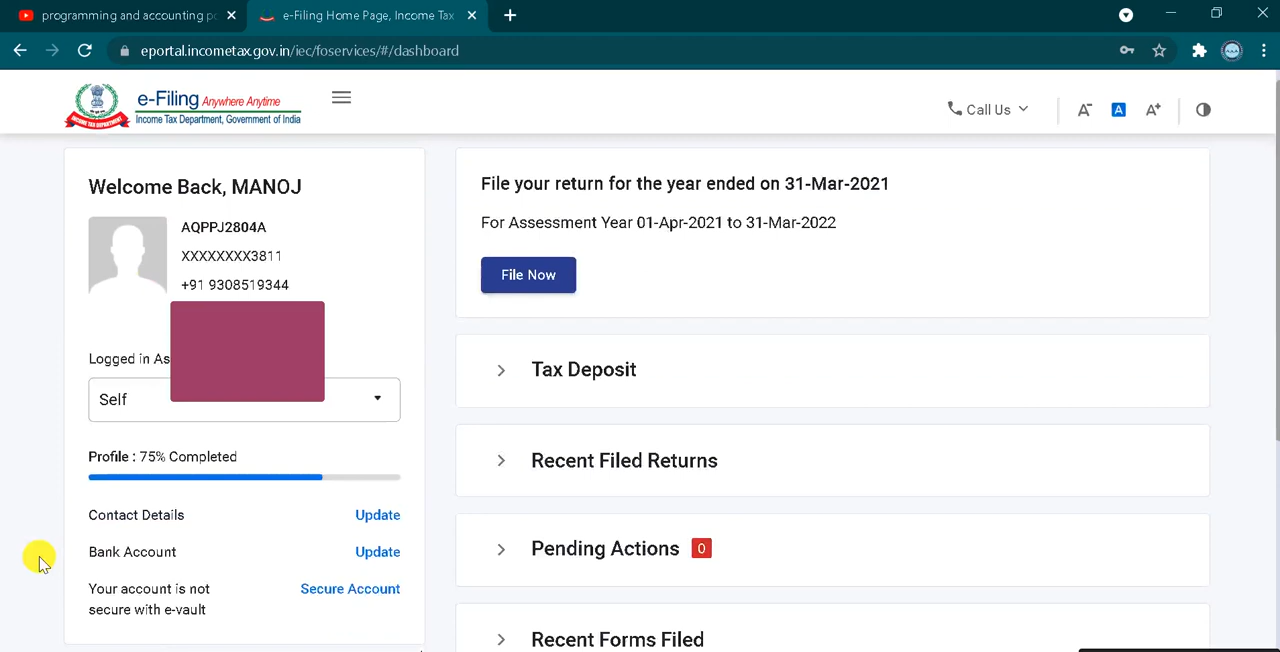 programming and accounting po
e-Filing Home Page, Income Tax
eportal.incometax.gov.in/iec/foservices/#/dashboard
e-Filing Anywhere Anytime
Income Tax Department, Government of India
Call Us
A-
A
A+
Welcome Back, MANOJ
AQPPJ2804A
XXXXXXXX3811
+91 9308519344
Logged in As
Self
Profile : 75% Completed
Contact Details
Update
Bank Account
Update
Your account is not
secure with e-vault
Secure Account
File your return for the year ended on 31-Mar-2021
For Assessment Year 01-Apr-2021 to 31-Mar-2022
File Now
Tax Deposit
Recent Filed Returns
Pending Actions 0
Recent Forms Filed